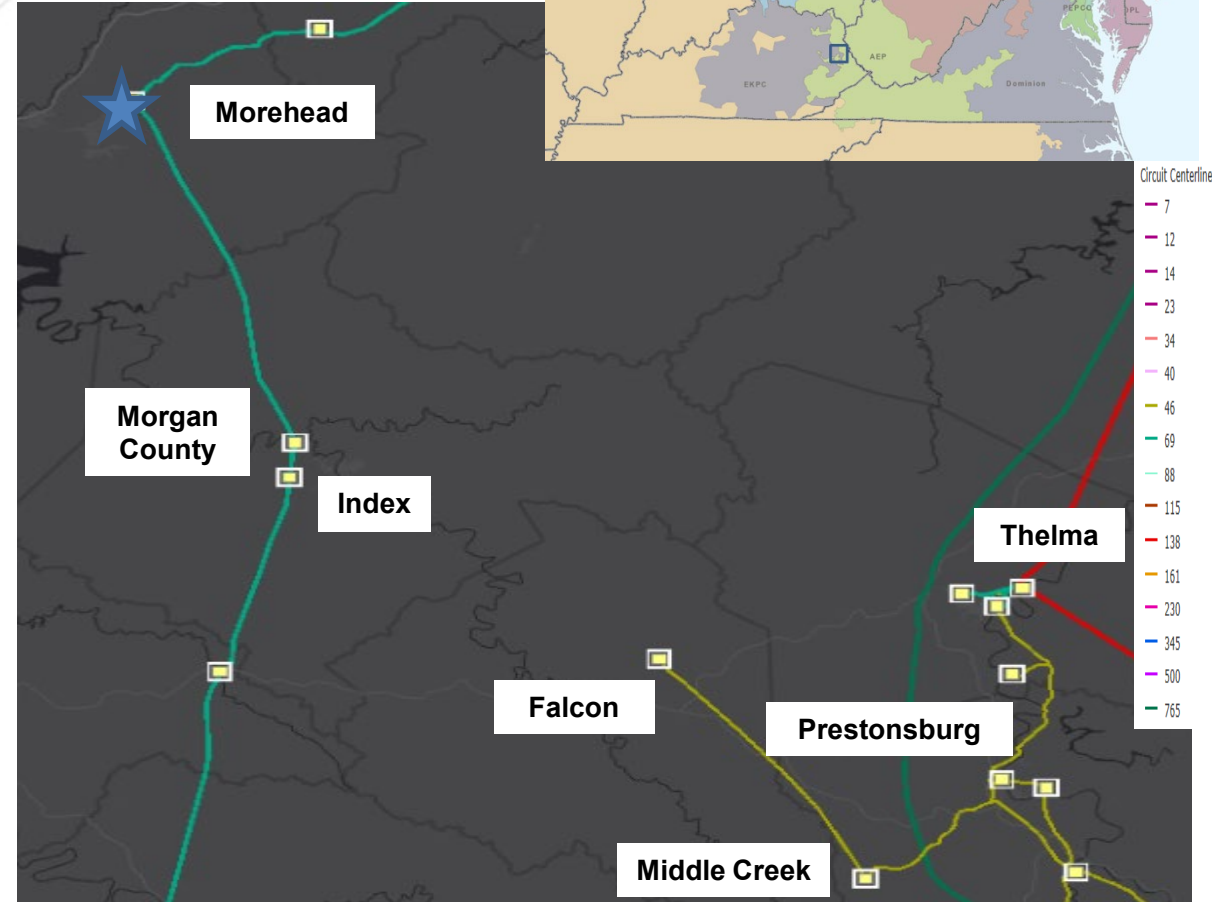 PEPCO
DPL
AEP
EKPC
Dominion
Morehead
Circuit Centerline
7
12
14
23
34
40
46
69
88
115
138
161
230
345
500
765
Morgan
County
Index
Thelma
Falcon
Prestonsburg
Middle Creek